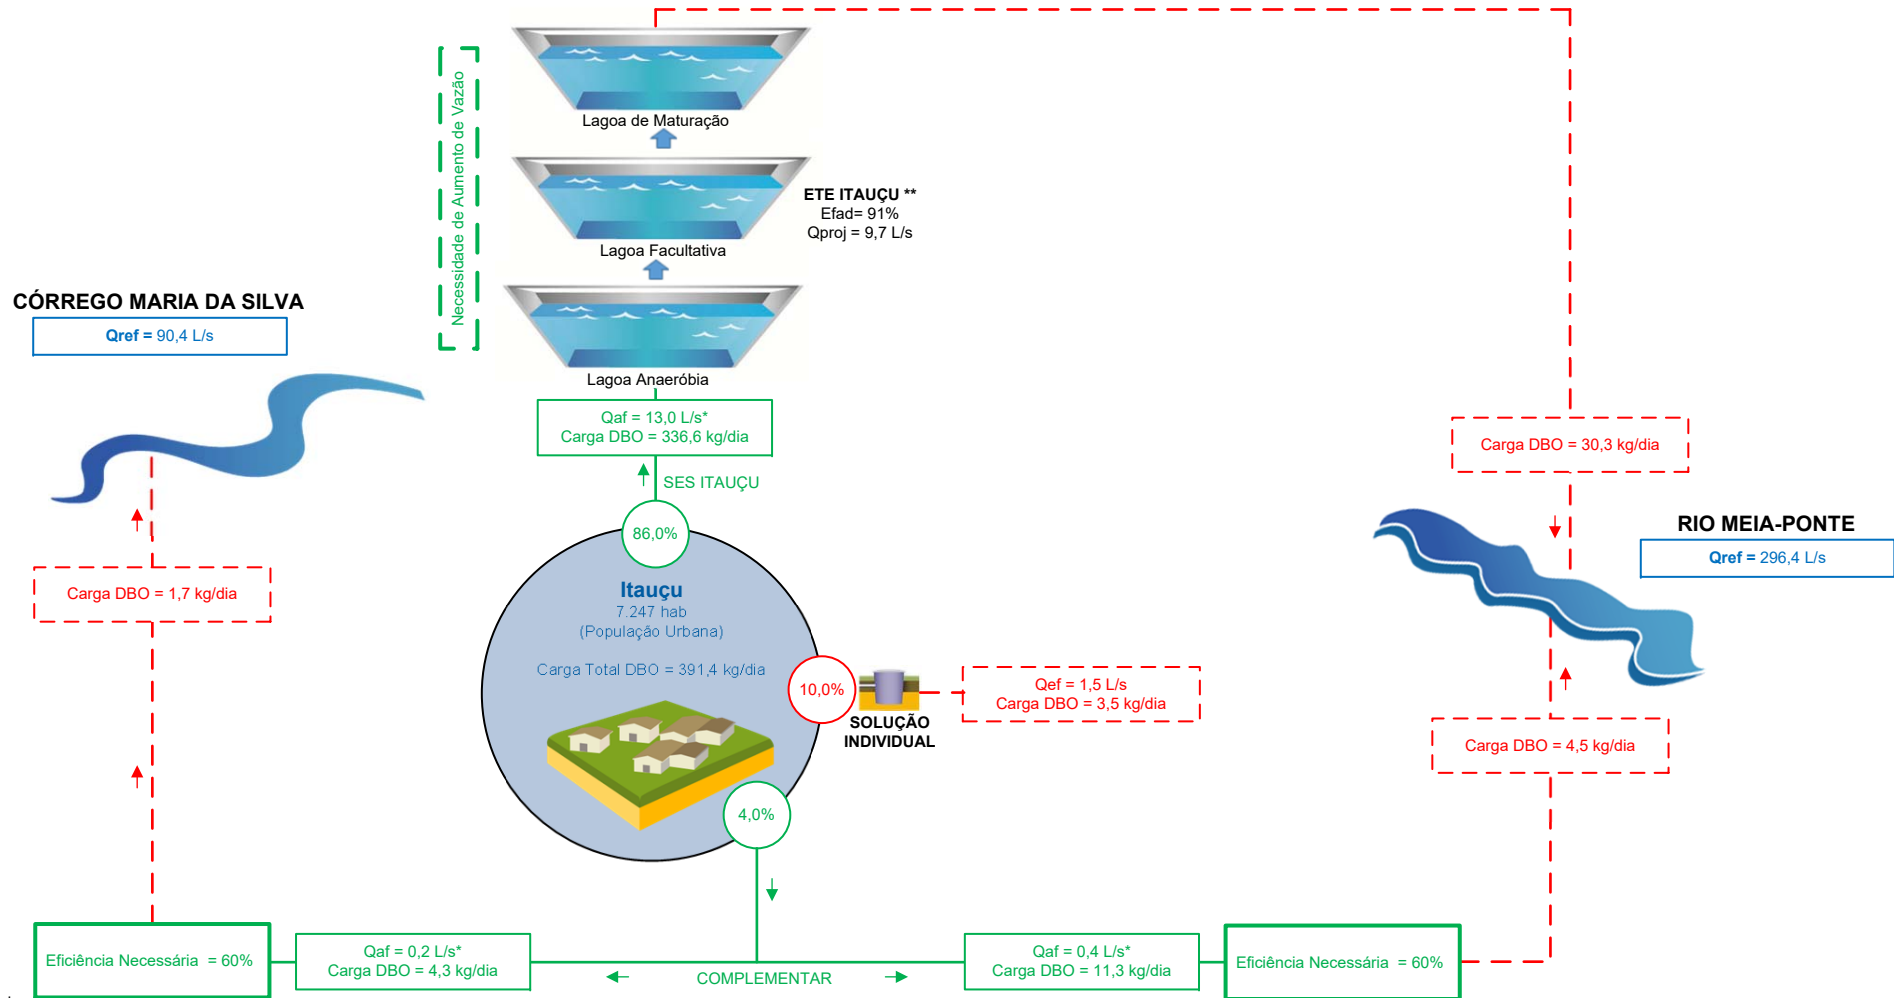 Necessidade de Aumento de Vazão
Lagoa de Maturação
Lagoa Facultativa
ETE ITAUÇU **
Efad= 91%
Qproj = 9,7 L/s
Lagoa Anaeróbia
CÓRREGO MARIA DA SILVA
Qref = 90,4 L/s
Qaf = 13,0 L/s*
Carga DBO = 336,6 kg/dia
SES ITAUÇU
86,0%
Carga DBO = 30,3 kg/dia
RIO MEIA-PONTE
Qref = 296,4 L/s
Carga DBO = 1,7 kg/dia
Itauçu
7.247 hab
(População Urbana)
Carga Total DBO = 391,4 kg/dia
10,0%
SOLUÇÃO
INDIVIDUAL
Qef = 1,5 L/s
Carga DBO = 3,5 kg/dia
Carga DBO = 4,5 kg/dia
4,0%
Eficiência Necessária = 60%
Qaf = 0,2 L/s*
Carga DBO = 4,3 kg/dia
COMPLEMENTAR
Qaf = 0,4 L/s*
Carga DBO = 11,3 kg/dia
Eficiência Necessária = 60%